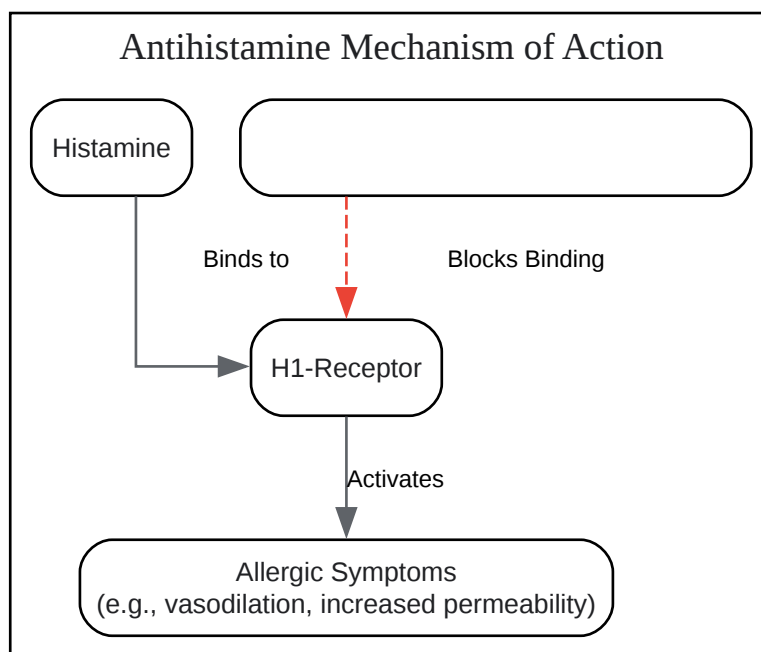 Antihistamine Mechanism of Action
Histamine
Binds to
Blocks Binding
H1-Receptor
Activates
Allergic Symptoms
(e.g., vasodilation, increased permeability)